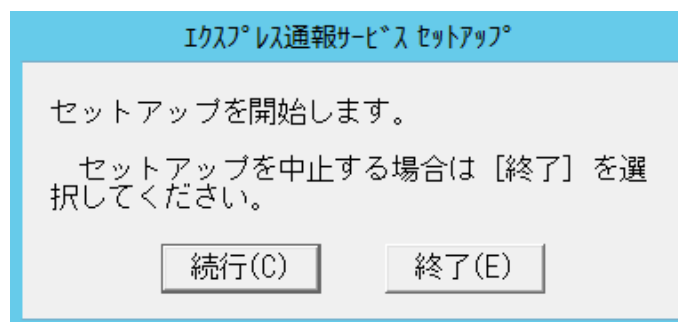 ｴｸｽﾌﾟﾚｽ通報ｻｰﾋﾞｽ ｾｯﾄｱｯﾌﾟ
セットアップを開始します。
セットアップを中止する場合は［終了］を選
択してください。
続行(C)
終了(E)